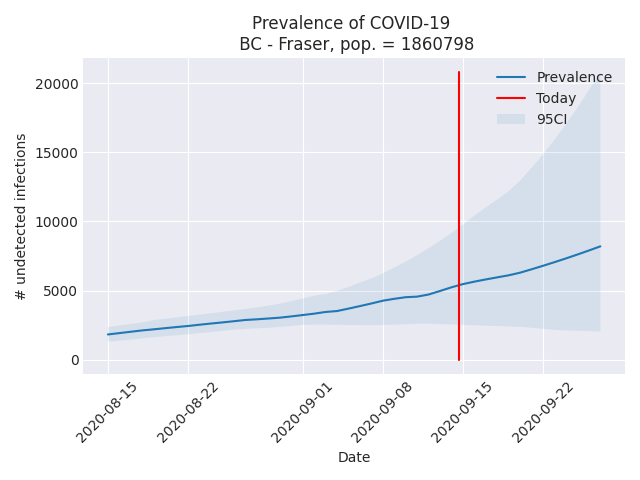 Prevalence of COVID-19
BC - Fraser, pop. = 1860798
Prevalence
Today
95CI
20000
15000
10000
5000
0
# undetected infections
2020-08-15
2020-08-22
2020-09-01
2020-09-08
2020-09-15
2020-09-22
Date